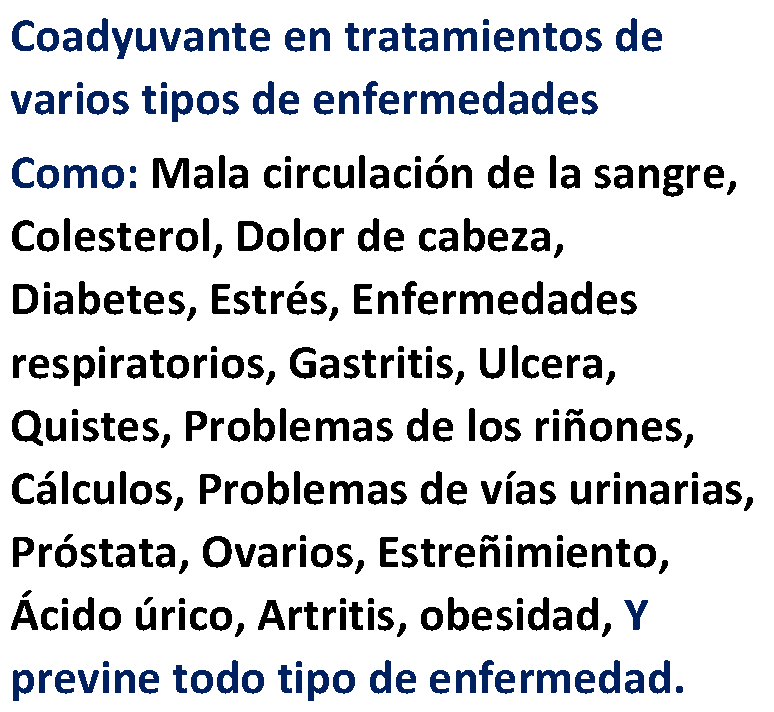 Coadyuvante en tratamientos de
varios tipos de enfermedades
Como: Mala circulación de la sangre,
Colesterol, Dolor de cabeza,
Diabetes, Estrés, Enfermedades
respiratorios, Gastritis, Ulcera,
Quistes, Problemas de los riñones,
Cálculos, Problemas de vías urinarias,
Próstata, Ovarios, Estreñimiento,
Ácido úrico, Artritis, obesidad, Y
previne todo tipo de enfermedad.